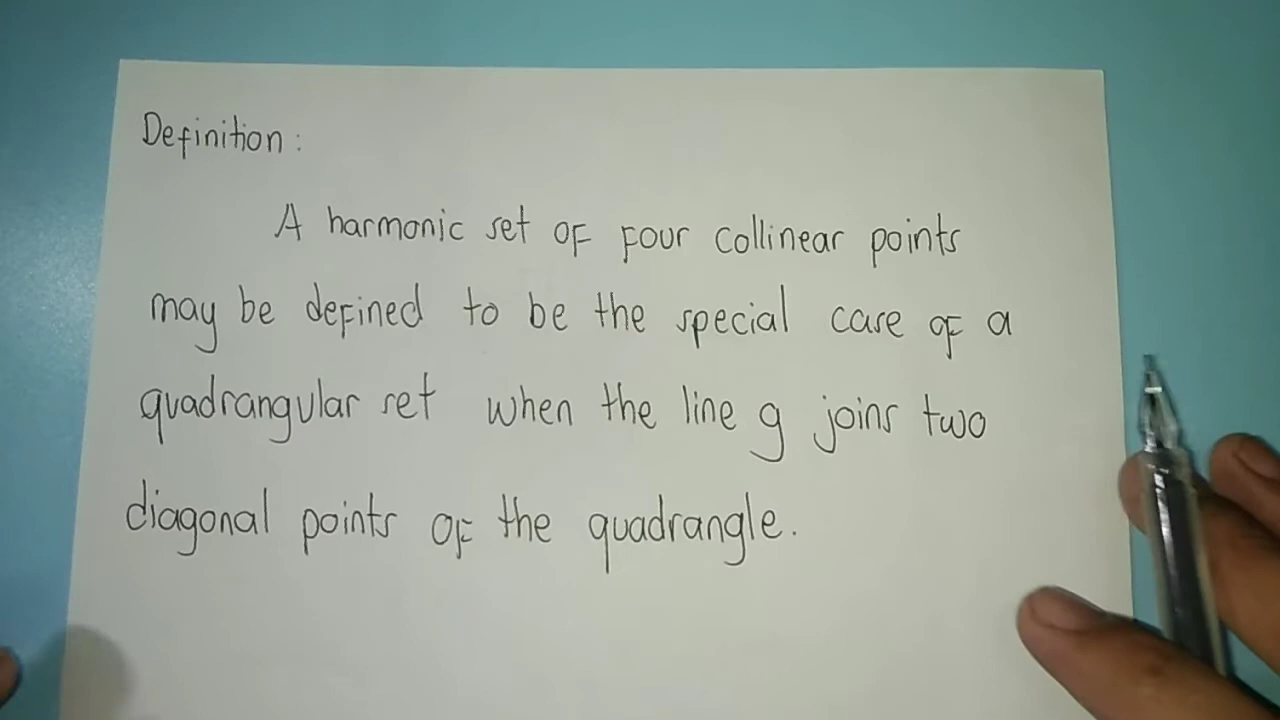 Definition:
A harmonic set of four collinear points
may be defined to be the special case of a
quadrangular set when the line g joins two
diagonal points of the quadrangle.